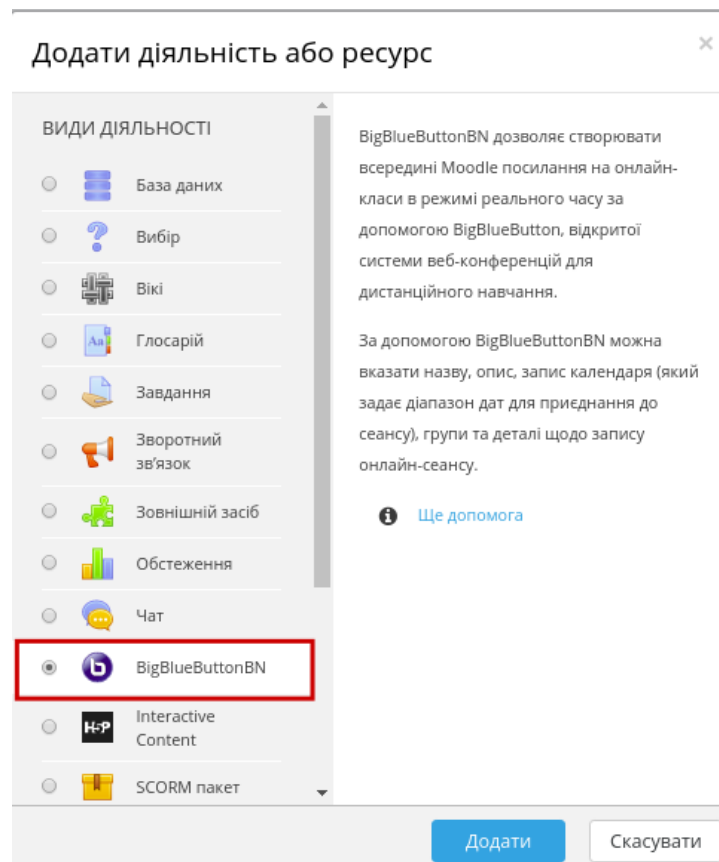 Додати діяльність або ресурс
×
ВИДИ ДІЯЛЬНОСТІ
База даних
Вибір
Вікі
Aa
Глосарій
Завдання
Зворотний
зв'язок
Зовнішній засіб
Обстеження
Чат
b
BigBlueButtonBN
H5P
Interactive
Content
SCORM пакет
BigBlueButtonBN дозволяє створювати
всередині Moodle посилання на онлайн-
класи в режимі реального часу за
допомогою BigBlueButton, відкритої
системи веб-конференцій для
дистанційного навчання.
За допомогою BigBlueButtonBN можна
вказати назву, опис, запис календаря (який
задає діапазон дат для приєднання до
сеансу), групи та деталі щодо запису
онлайн-сеансу.
Ще допомога
Додати
Скасувати